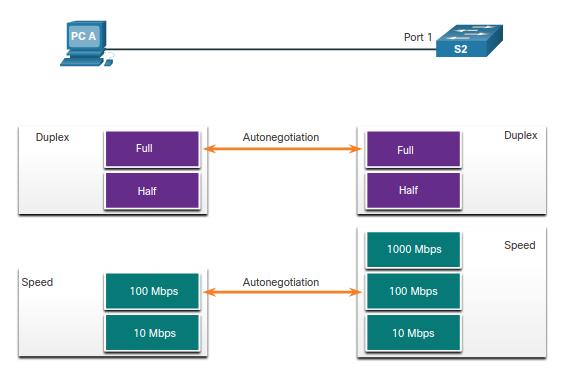 PC A
Port 1
S2
Duplex
Full
Autonegotiation
Full
Duplex
Half
Half
1000 Mbps
Speed
Speed
100 Mbps
Autonegotiation
100 Mbps
10 Mbps
10 Mbps